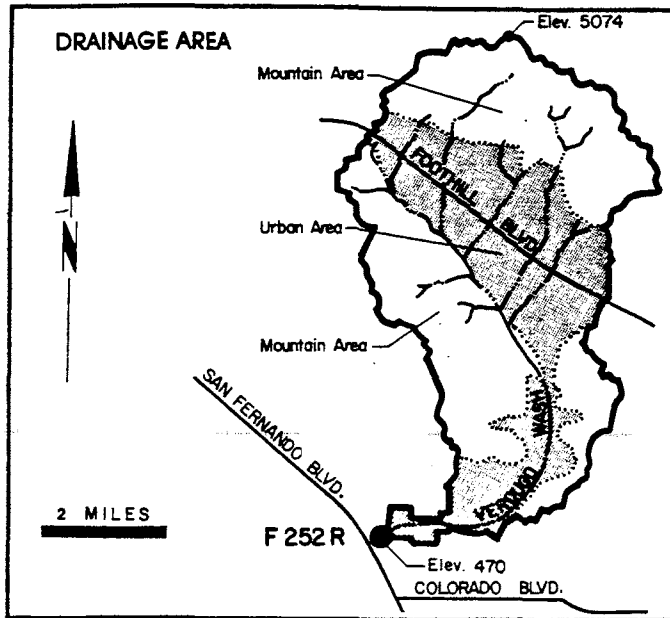 DRAINAGE AREA
Elev. 5074
Mountain Area
FOOTHILL BLVD.
Urban Area
Mountain Area
SAN FERNANDO BLVD.
VERDUGO WASH
N
2 MILES
F 252 R
Elev. 470
COLORADO BLVD.